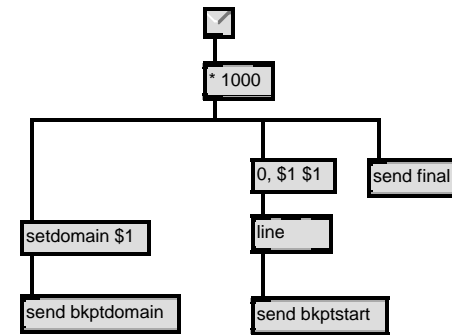 * 1000
0, $1 $1
send final
setdomain $1
line
send bkptdomain
send bkptstart